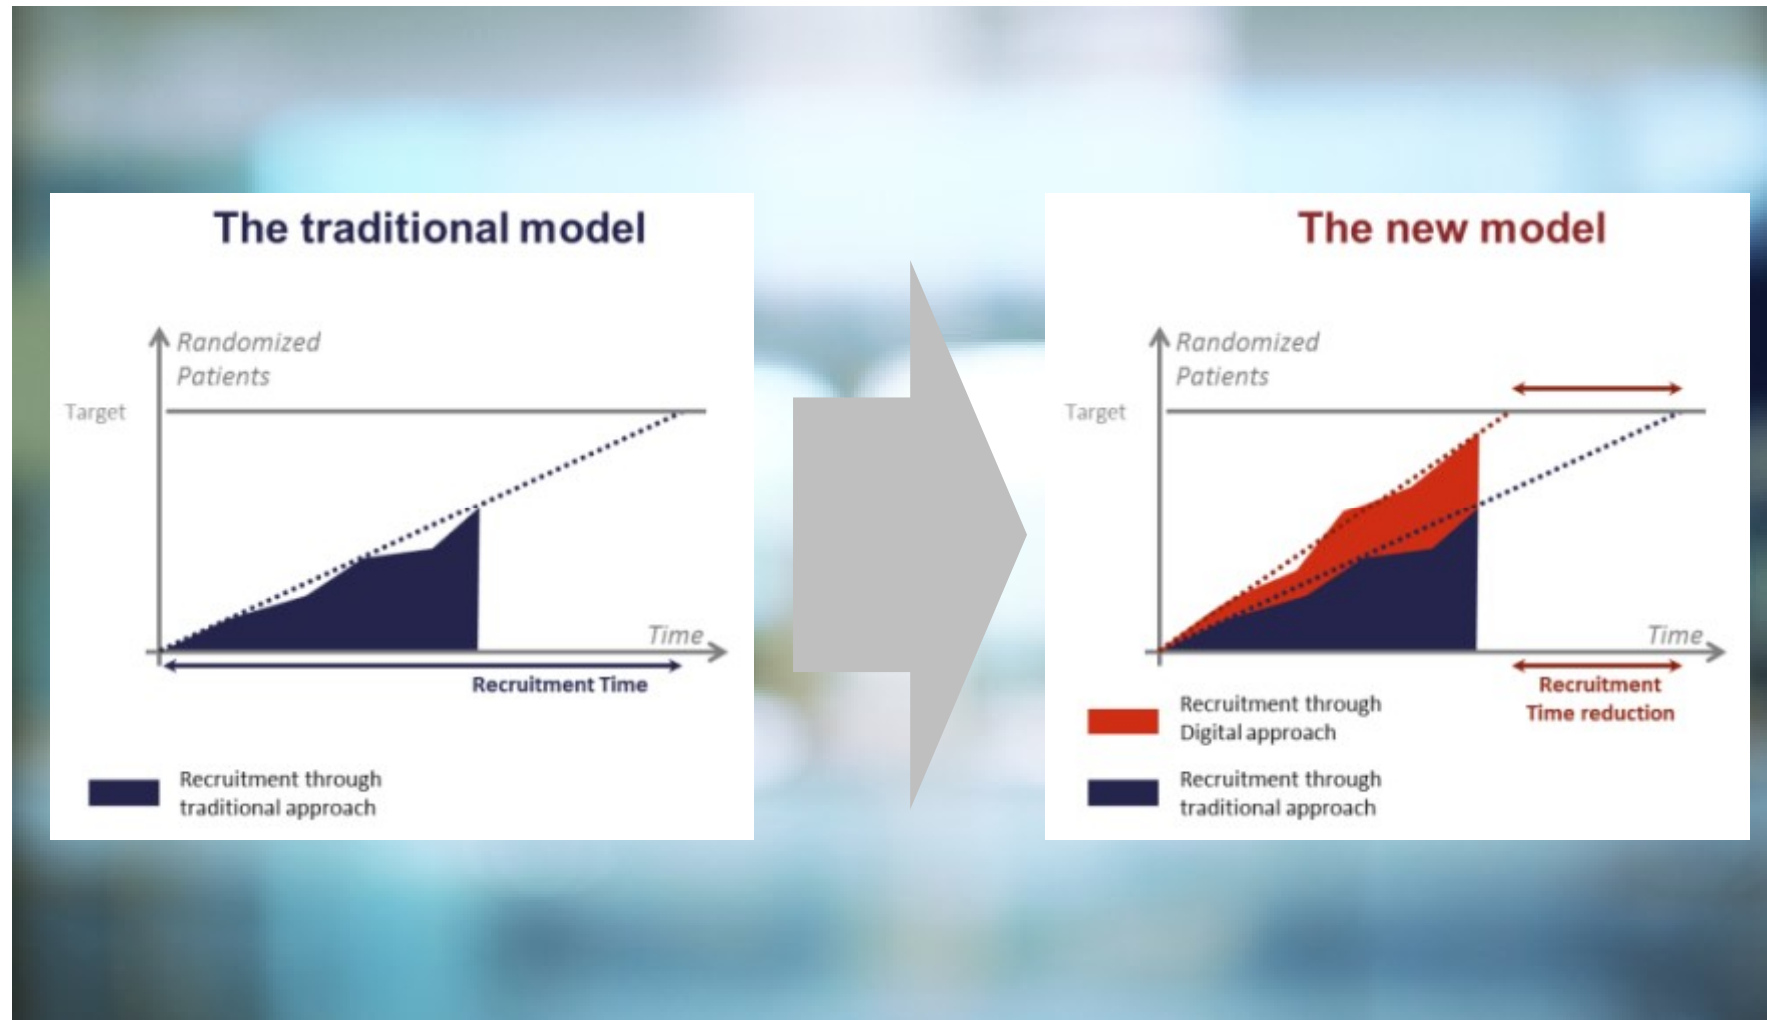 The traditional model
Randomized
Patients
Target
Time
Recruitment Time
Recruitment through
traditional approach
The new model
Randomized
Patients
Target
Time
Recruitment
Time reduction
Recruitment through
Digital approach
Recruitment through
traditional approach